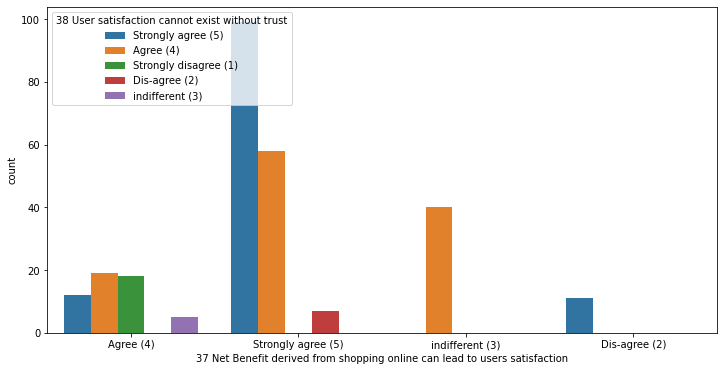 38 User satisfaction cannot exist without trust
Strongly agree (5)
Agree (4)
Strongly disagree (1)
Dis-agree (2)
indifferent (3)
100
80
60
40
20
0
count
Agree (4) Strongly agree (5) indifferent (3) Dis-agree (2)
37 Net Benefit derived from shopping online can lead to users satisfaction